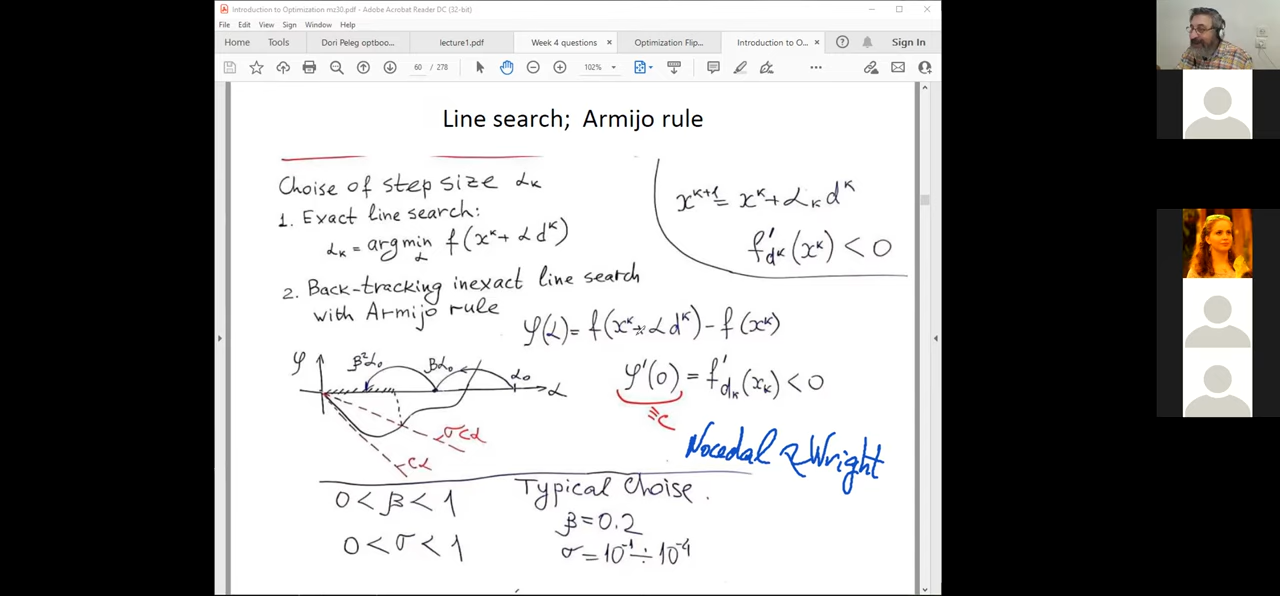 Introduction to Optimization mz30.pdf - Adobe Acrobat Reader DC (32-bit)
File Edit View Sign Window Help
Home Tools Dori Peleg optboo... lecture1.pdf Week 4 questions × Optimization Flip... Introduction to O... × Sign In
60 / 278 102%
Line search; Armijo rule
Choise of step size αₖ
1. Exact line search:
αₖ = argmin_α f(xᵏ + αdᵏ)
xᵏ⁺¹ = xᵏ + αₖdᵏ
f'_{dᵏ}(xᵏ) < 0
2. Back-tracking inexact line search
with Armijo rule
φ(α) = f(xᵏ + αdᵏ) - f(xᵏ)
φ'(0) = f'_{dₖ}(xₖ) < 0
≡ c
φ β²α₀ βα₀ α₀ α
σcα
cα
Nocedal & Wright
0 < β < 1
0 < σ < 1
Typical Choise.
β = 0.2
σ = 10⁻¹ ÷ 10⁻⁴